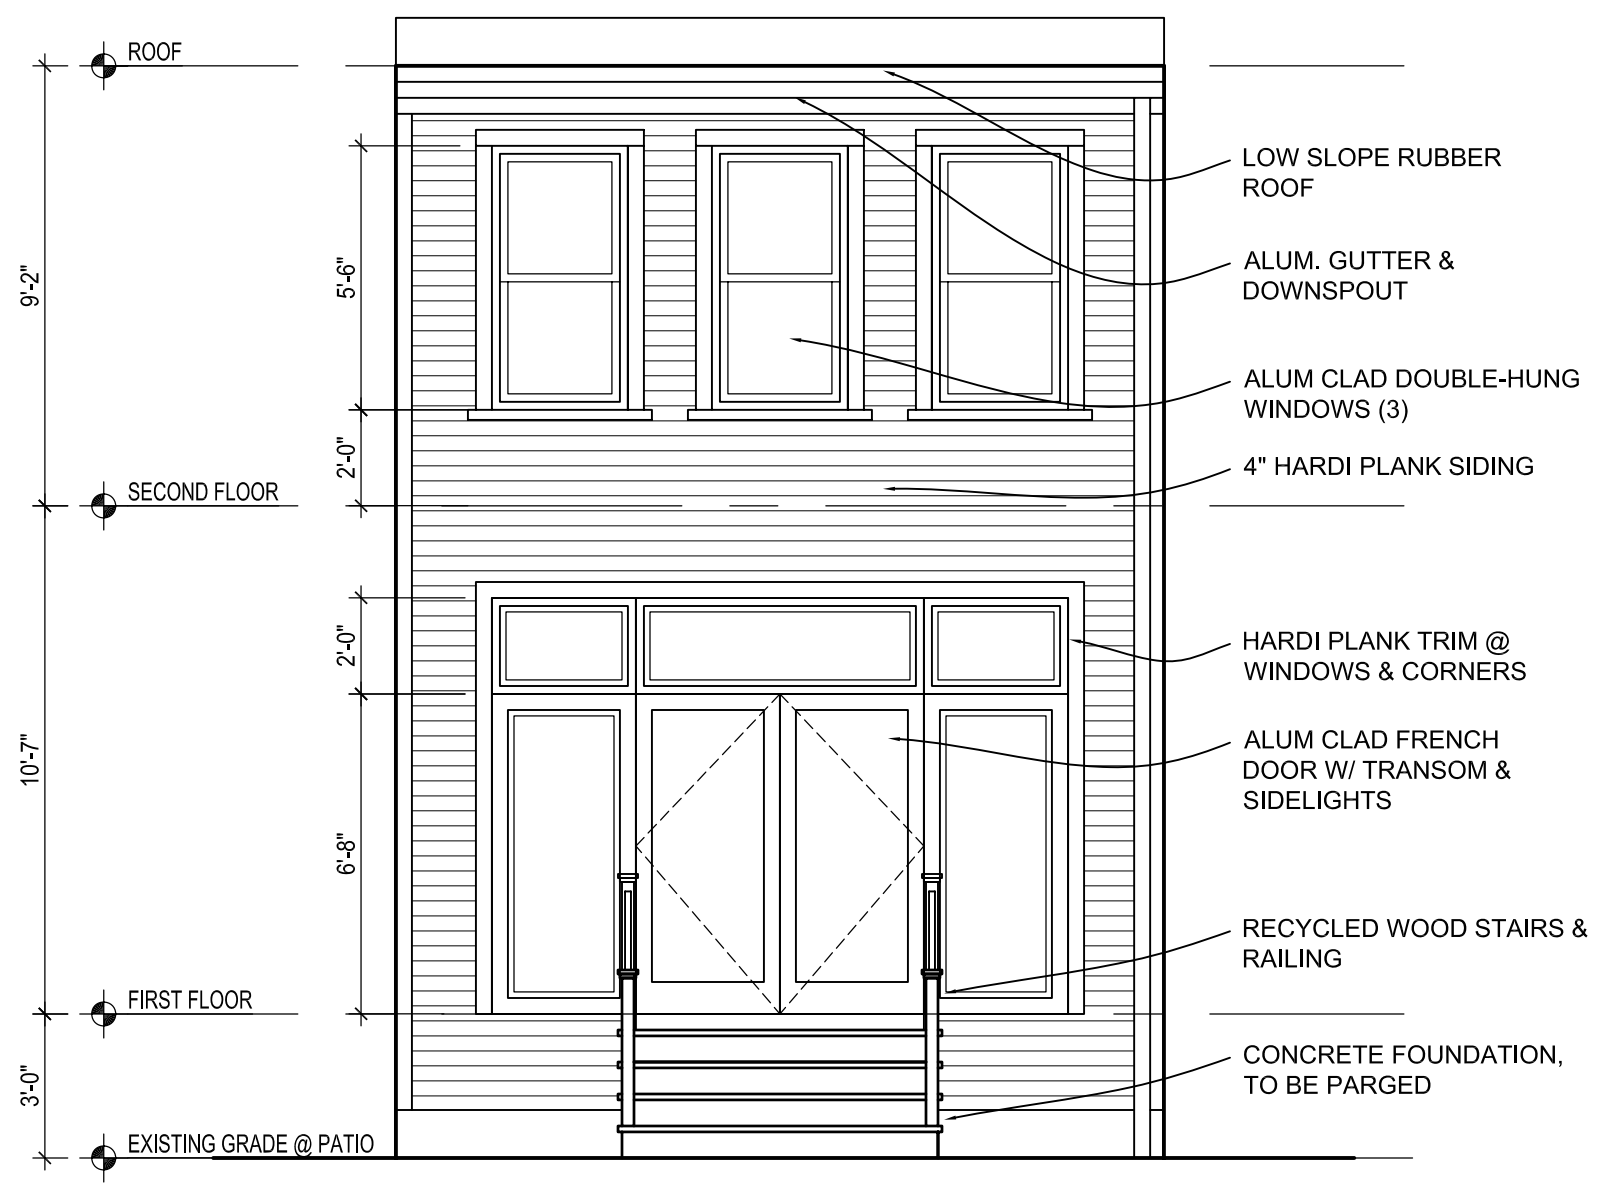 ROOF
9'-2"
5'-6"
2'-0"
SECOND FLOOR
10'-7"
2'-0"
6'-8"
FIRST FLOOR
3'-0"
EXISTING GRADE @ PATIO
LOW SLOPE RUBBER
ROOF
ALUM. GUTTER &
DOWNSPOUT
ALUM CLAD DOUBLE-HUNG
WINDOWS (3)
4" HARDI PLANK SIDING
HARDI PLANK TRIM @
WINDOWS & CORNERS
ALUM CLAD FRENCH
DOOR W/ TRANSOM &
SIDELIGHTS
RECYCLED WOOD STAIRS &
RAILING
CONCRETE FOUNDATION,
TO BE PARGED